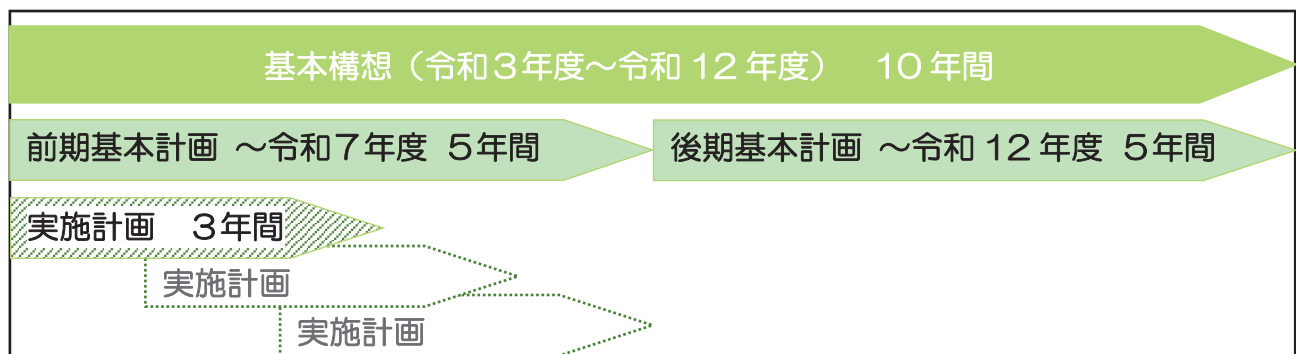 基本構想（令和３年度～令和 12 年度）　10 年間
前期基本計画 ～令和７年度 ５年間
後期基本計画 ～令和 12 年度 ５年間
実施計画　３年間
実施計画
実施計画